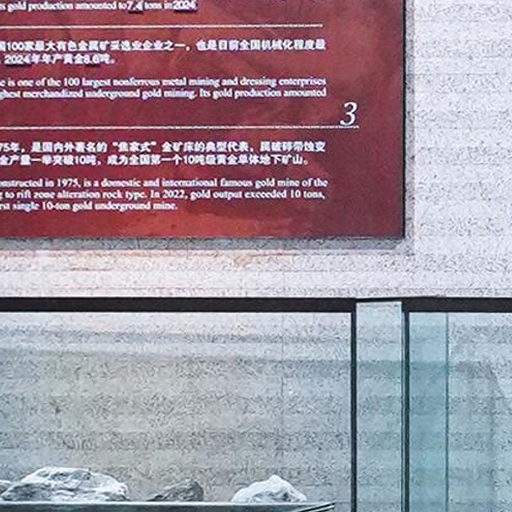 s gold production amounted to 7.4 tons in 2024
国100家最大有色金属矿采选业企业之一，也是目前全国机械化程度最
2024年年产黄金8.6吨。
e is one of the 100 largest nonferrous metal mining and dressing enterprises
ghest merchandized underground gold mining. Its gold production amounted
3
75年，是国内外著名的“焦家式”金矿床的典型代表，属破碎带蚀变
金产量一举突破10吨，成为全国第一个10吨级黄金单体地下矿山。
onstructed in 1975, is a domestic and international famous gold mine of the
g to rift zone alteration rock type. In 2022, gold output exceeded 10 tons,
rst single 10-ton gold underground mine.